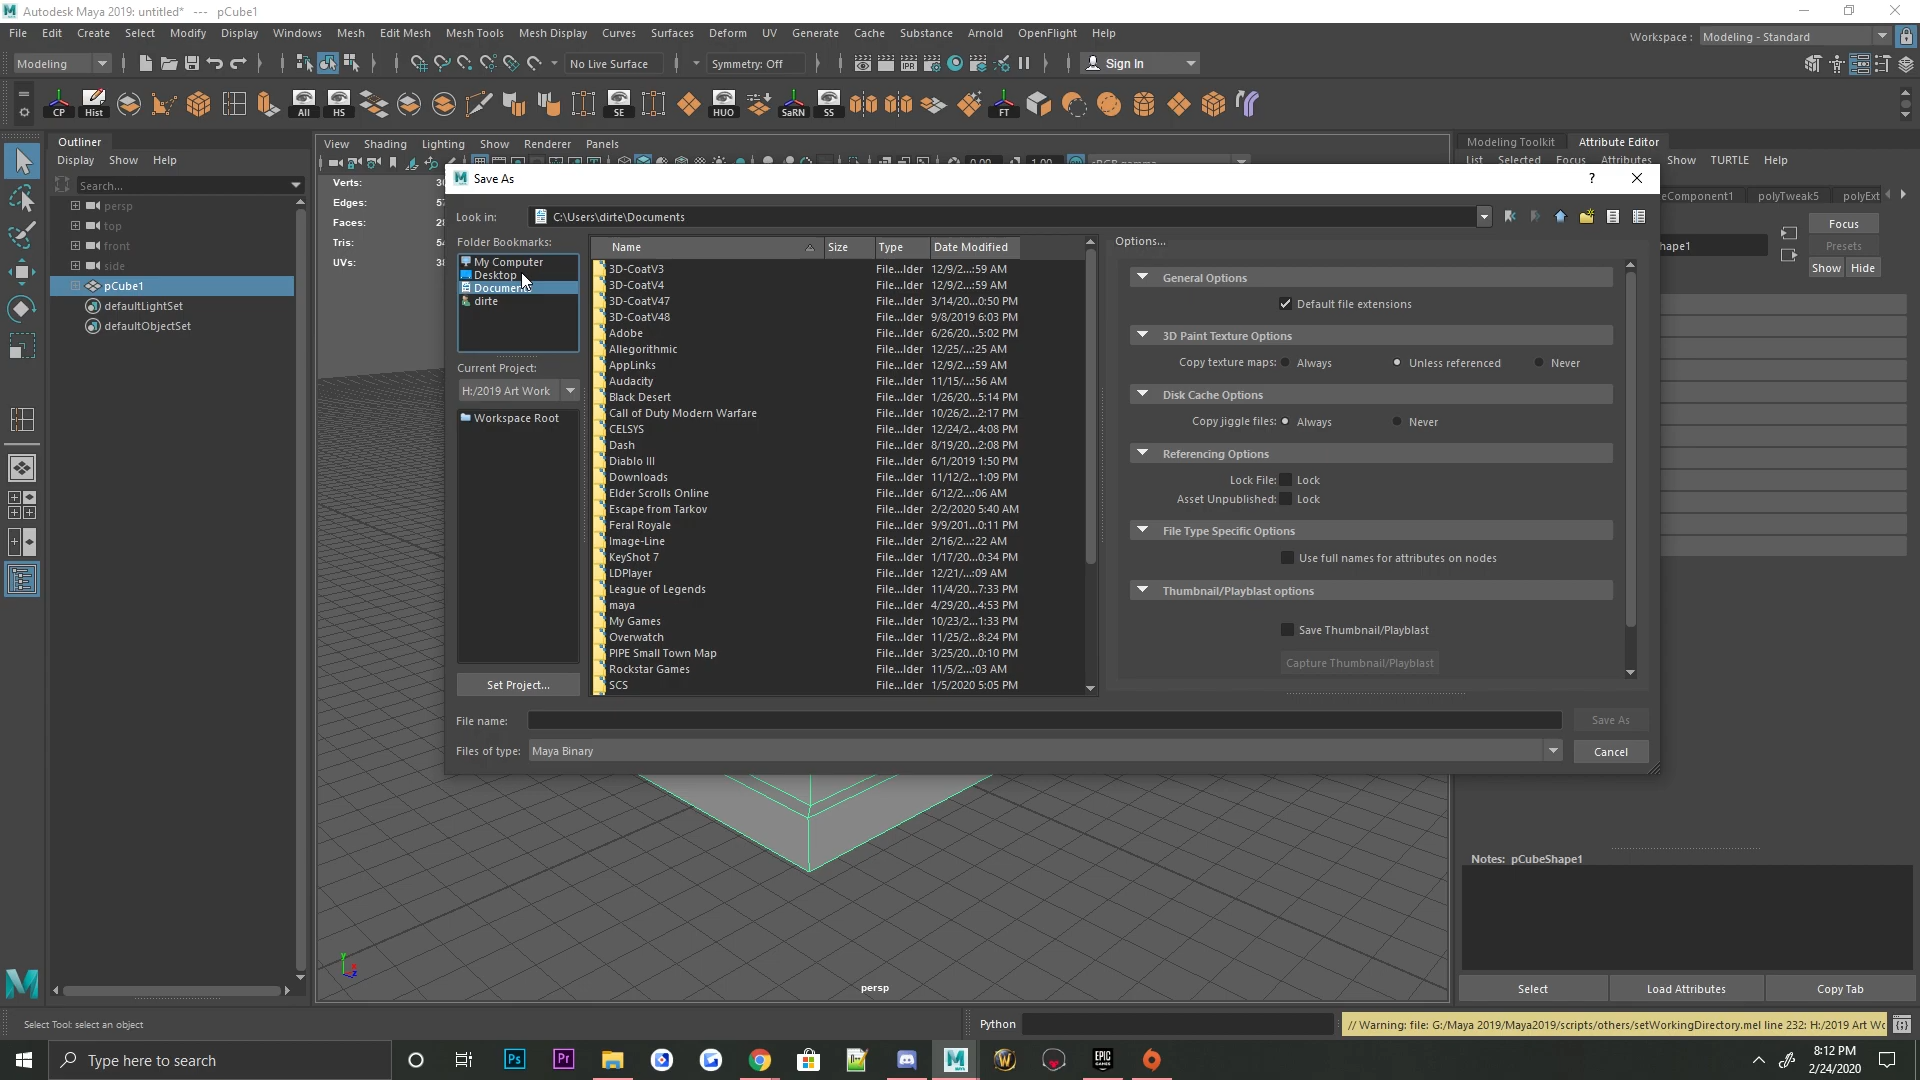 Autodesk Maya 2019: untitled*   ---   pCube1
File Edit Create Select Modify Display Windows Mesh Edit Mesh Mesh Tools Mesh Display Curves Surfaces Deform UV Generate Cache Substance Arnold OpenFlight Help
Workspace : Modeling - Standard
Modeling No Live Surface Symmetry: Off IPR Sign In
CP Hist All HS SE HUO SaRN SS FT
Outliner
Display Show Help
Search...
persp
top
front
side
pCube1
defaultLightSet
defaultObjectSet
View Shading Lighting Show Renderer Panels
0.00 1.00
Verts:
Edges:
Faces:
Tris:
UVs:
Modeling Toolkit Attribute Editor
List Selected Focus Attributes Show TURTLE Help
eComponent1 polyTweak5 polyExt
hape1
Focus
Presets
Show Hide
Save As
Look in: C:\Users\dirte\Documents
Folder Bookmarks:
My Computer
Desktop
Documents
dirte
Current Project:
H:/2019 Art Work
Workspace Root
Set Project...
Name Size Type Date Modified
3D-CoatV3 File...lder 12/9/2...:59 AM
3D-CoatV4 File...lder 12/9/2...:59 AM
3D-CoatV47 File...lder 3/14/20...0:50 PM
3D-CoatV48 File...lder 9/8/2019 6:03 PM
Adobe File...lder 6/26/20...5:02 PM
Allegorithmic File...lder 12/25/...:25 AM
AppLinks File...lder 12/9/2...:59 AM
Audacity File...lder 11/15/...:56 AM
Black Desert File...lder 1/26/20...5:14 PM
Call of Duty Modern Warfare File...lder 10/26/2...2:17 PM
CELSYS File...lder 12/24/2...4:08 PM
Dash File...lder 8/19/20...2:08 PM
Diablo III File...lder 6/1/2019 1:50 PM
Downloads File...lder 11/12/2...1:09 PM
Elder Scrolls Online File...lder 6/12/2...:06 AM
Escape from Tarkov File...lder 2/2/2020 5:40 AM
Feral Royale File...lder 9/9/201...0:11 PM
Image-Line File...lder 2/16/2...:22 AM
KeyShot 7 File...lder 1/17/20...0:34 PM
LDPlayer File...lder 12/21/...:09 AM
League of Legends File...lder 11/4/20...7:33 PM
maya File...lder 4/29/20...4:53 PM
My Games File...lder 10/23/2...1:33 PM
Overwatch File...lder 11/25/2...8:24 PM
PIPE Small Town Map File...lder 3/25/20...0:10 PM
Rockstar Games File...lder 11/5/2...:03 AM
SCS File...lder 1/5/2020 5:05 PM
Options...
General Options
Default file extensions
3D Paint Texture Options
Copy texture maps: Always Unless referenced Never
Disk Cache Options
Copy jiggle files: Always Never
Referencing Options
Lock File: Lock
Asset Unpublished: Lock
File Type Specific Options
Use full names for attributes on nodes
Thumbnail/Playblast options
Save Thumbnail/Playblast
Capture Thumbnail/Playblast
File name: Save As
Files of type: Maya Binary Cancel
persp
Notes: pCubeShape1
Select Load Attributes Copy Tab
Select Tool: select an object
Python
// Warning: file: G:/Maya 2019/Maya2019/scripts/others/setWorkingDirectory.mel line 232: H:/2019 Art Wo
Type here to search
Ps Pr EPIC GAMES
8:12 PM
2/24/2020